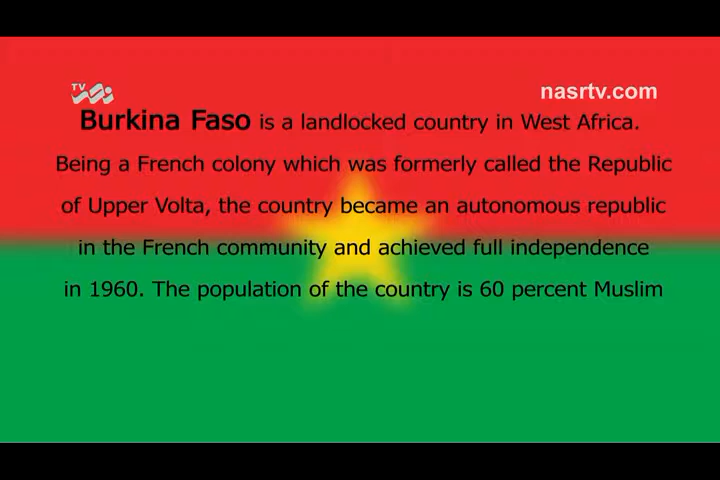 TV
nasrtv.com
Burkina Faso is a landlocked country in West Africa.
Being a French colony which was formerly called the Republic
of Upper Volta, the country became an autonomous republic
in the French community and achieved full independence
in 1960. The population of the country is 60 percent Muslim